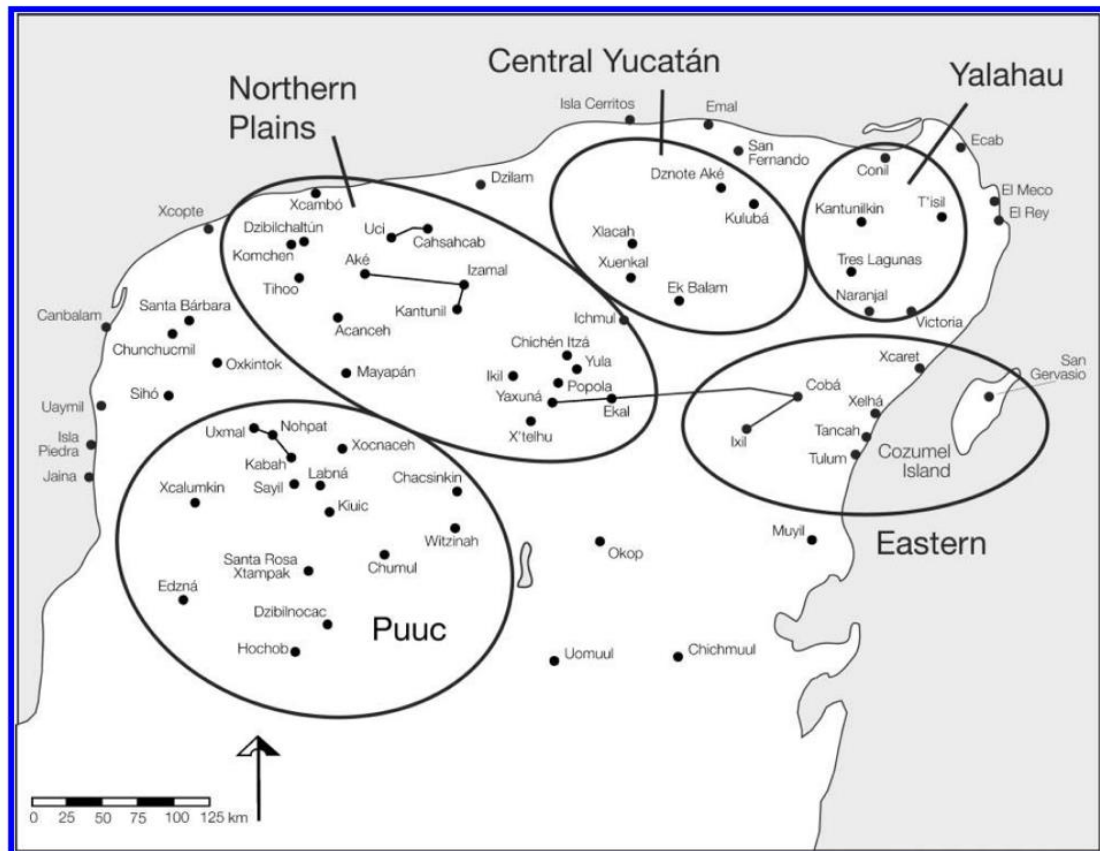 Central Yucatán
Yalahau
Northern
Plains
Isla Cerritos
Emal
San
Fernando
Ecab
Conil
Dznote Aké
Dzilam
Xcambó
Kulubá
Kantunilkin
T'isil
El Meco
El Rey
Xcopte
Dzibilchaltún
Uci
Cahsahcab
Komchen
Xlacah
Aké
Izamal
Xuenkal
Tres Lagunas
Tihoo
Ek Balam
Naranjal
Kantunil
Santa Bárbara
Canbalam
Acanceh
Ichmul
Victoria
Chunchucmil
Chichén Itzá
Xcaret
San
Gervasio
Oxkintok
Yula
Mayapán
Ikil
Popola
Cobá
Sihó
Yaxuná
Ekal
Xelhá
Uaymil
X'telhu
Ixil
Tancah
Uxmal
Nohpat
Isla
Piedra
Xocnaceh
Tulum
Cozumel
Island
Kabah
Jaina
Labná
Chacsinkin
Xcalumkin
Sayil
Kiuic
Witzinah
Muyil
Eastern
Okop
Santa Rosa
Xtampak
Chumul
Edzná
Dzibilnocac
Puuc
Hochob
Uomuul
Chichmuul
0 25 50 75 100 125 km